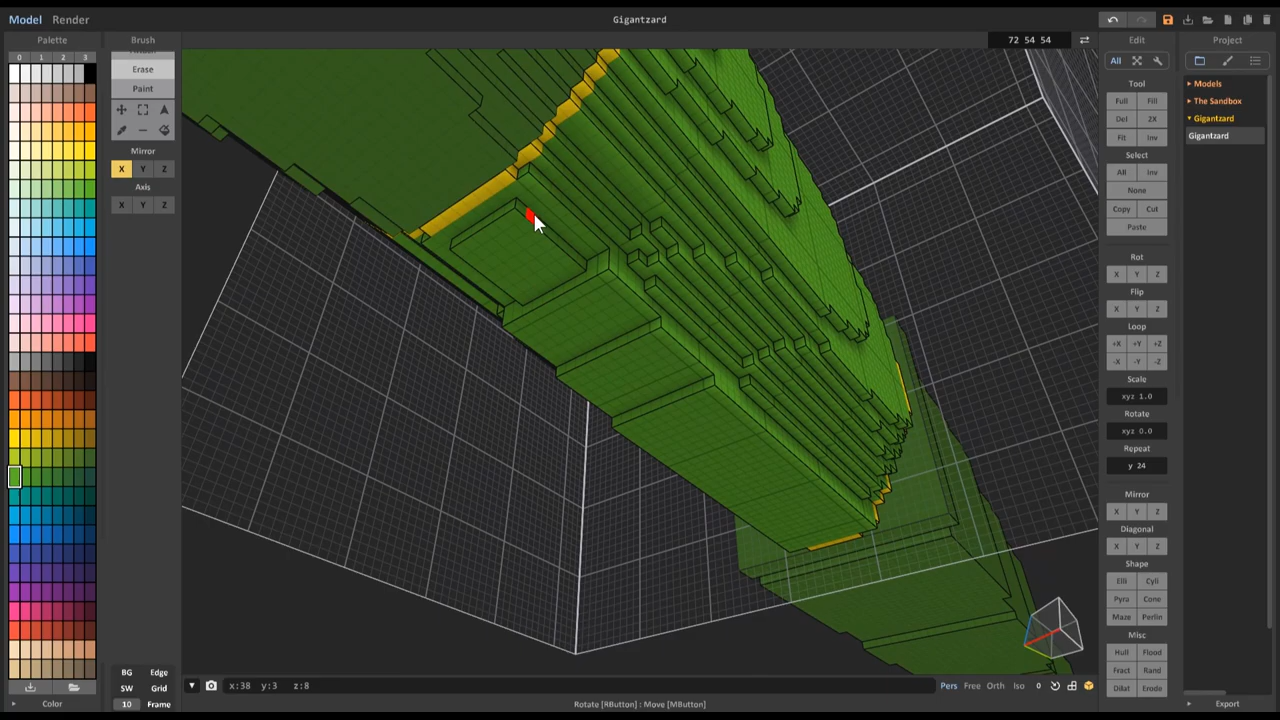 Model Render
Gigantzard
Palette
Brush
72 54 54
Edit
Project
0 1 2 3
Erase
Paint
Mirror
X Y Z
Axis
X Y Z
All
Tool
Full Fill
Del 2X
Fit Inv
Select
All Inv
None
Copy Cut
Paste
Rot
X Y Z
Flip
X Y Z
Loop
+X +Y +Z
-X -Y -Z
Scale
xyz 1.0
Rotate
xyz 0.0
Repeat
y 24
Mirror
X Y Z
Diagonal
X Y Z
Shape
Elli Cyli
Pyra Cone
Maze Perlin
Misc
Hull Flood
Fract Rand
Dilat Erode
Models
The Sandbox
Gigantzard
Gigantzard
BG Edge
SW Grid
10 Frame
Color
x:38 y:3 z:8
Pers Free Orth Iso 0
Rotate [RButton] : Move [MButton]
Export